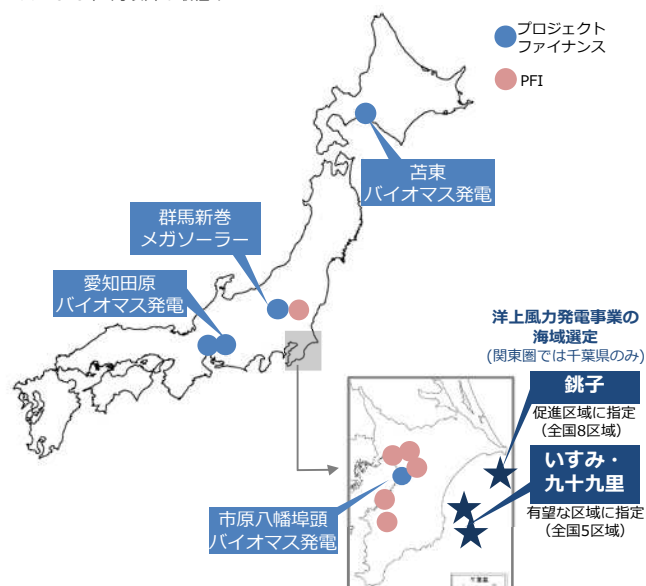 プロジェクト
ファイナンス
PFI
苫東
バイオマス発電
群馬新巻
メガソーラー
愛知田原
バイオマス発電
洋上風力発電事業の
海域選定
(関東圏では千葉県のみ)
銚子
促進区域に指定
（全国8区域）
いすみ・
九十九里
有望な区域に指定
（全国5区域）
市原八幡埠頭
バイオマス発電
千葉県